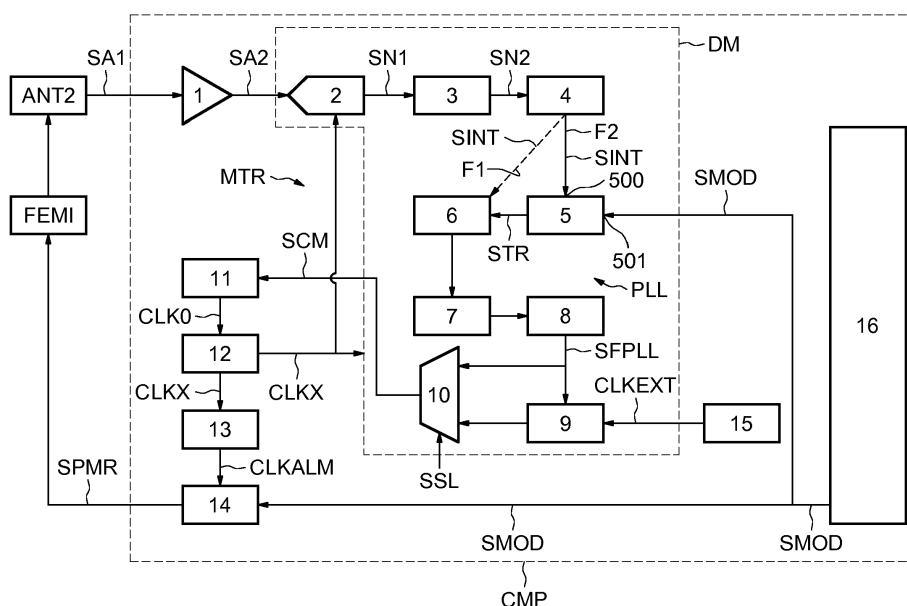 DM
SA1
SA2
SN1
SN2
ANT2
1
2
3
4
SINT
F2
F1
SINT
MTR
500
SMOD
FEMI
6
5
STR
501
SCM
11
PLL
CLK0
7
8
16
12
SFPLL
CLKX
CLKX
10
CLKEXT
13
9
15
CLKALM
SSL
SPMR
14
SMOD
SMOD
CMP